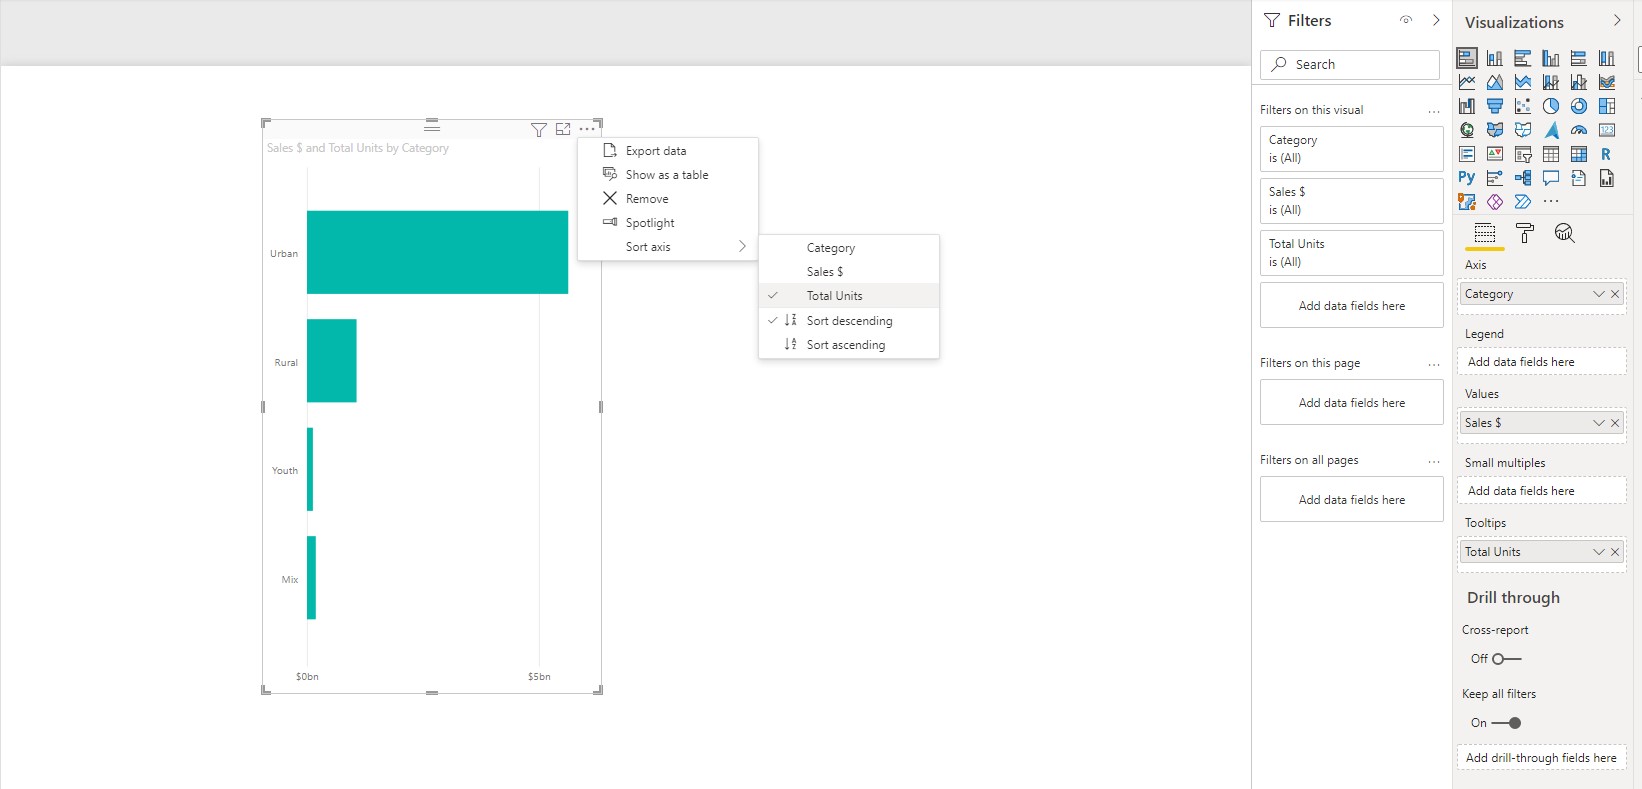 Sales $ and Total Units by Category
Urban
Rural
Youth
Mix
$0bn
$5bn
Export data
Show as a table
Remove
Spotlight
Sort axis
Category
Sales $
Total Units
Sort descending
Sort ascending
Filters
Search
Filters on this visual
Category
is (All)
Sales $
is (All)
Total Units
is (All)
Add data fields here
Filters on this page
Add data fields here
Filters on all pages
Add data fields here
Visualizations
123
R
Py
Axis
Category
Legend
Add data fields here
Values
Sales $
Small multiples
Add data fields here
Tooltips
Total Units
Drill through
Cross-report
Off
Keep all filters
On
Add drill-through fields here